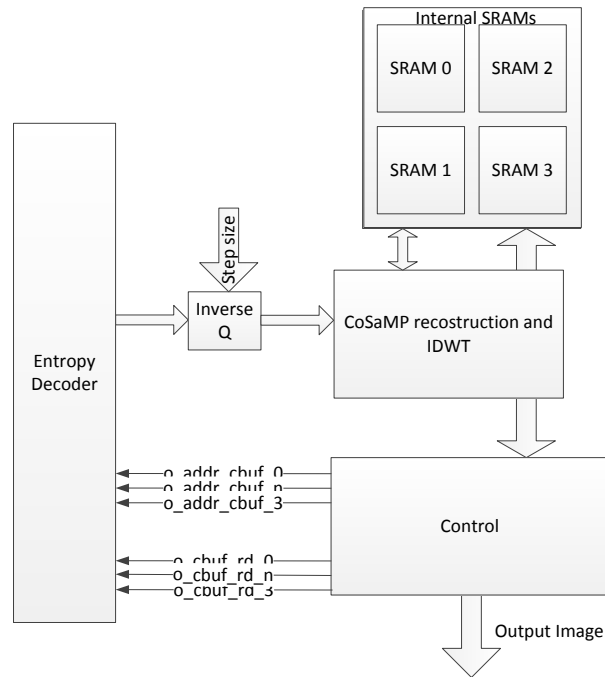 Internal SRAMs
SRAM 0
SRAM 2
SRAM 1
SRAM 3
Step size
Inverse
Q
CoSaMP recostruction and
IDWT
Entropy
Decoder
o_addr_cbuf_0
o_addr_cbuf_n
o_addr_cbuf_3
Control
o_cbuf_rd_0
o_cbuf_rd_n
o_cbuf_rd_3
Output Image